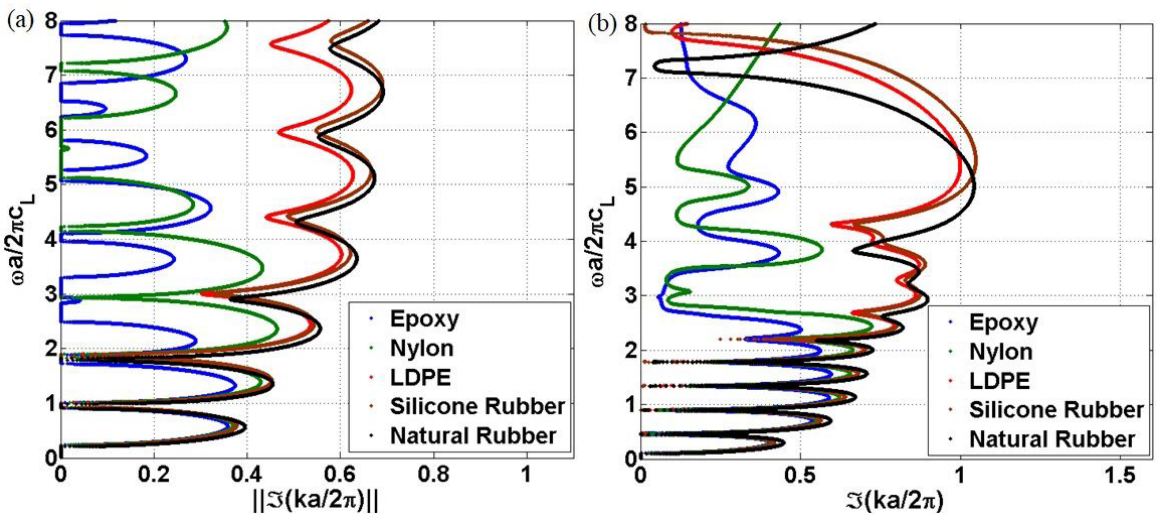 (a)
8
7
6
5
4
3
2
1
0
ωa/2πc_L
0
0.2
0.4
0.6
0.8
1
||ℑ(ka/2π)||
Epoxy
Nylon
LDPE
Silicone Rubber
Natural Rubber
(b)
8
7
6
5
4
3
2
1
0
ωa/2πc_L
0
0.5
1
1.5
ℑ(ka/2π)
Epoxy
Nylon
LDPE
Silicone Rubber
Natural Rubber